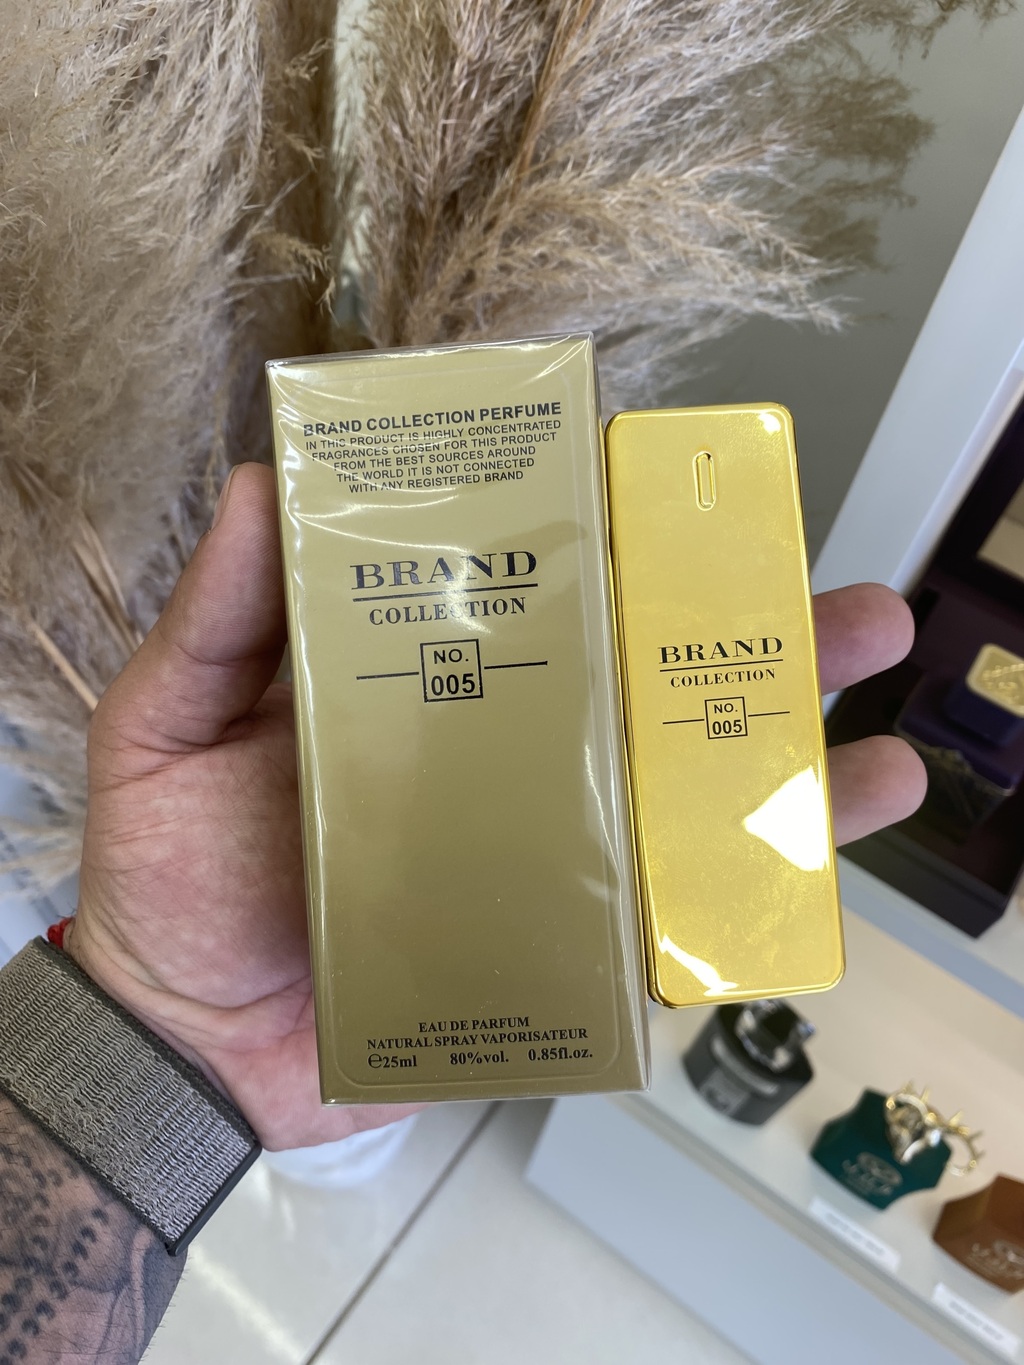 BRAND COLLECTION PERFUME
IN THIS PRODUCT IS HIGHLY CONCENTRATED
FRAGRANCES CHOSEN FOR THIS PRODUCT
FROM THE BEST SOURCES AROUND
THE WORLD IT IS NOT CONNECTED
WITH ANY REGISTERED BRAND
BRAND
COLLECTION
NO.
005
EAU DE PARFUM
NATURAL SPRAY VAPORISATEUR
℮25ml 80%vol. 0.85fl.oz.
BRAND
COLLECTION
NO.
005